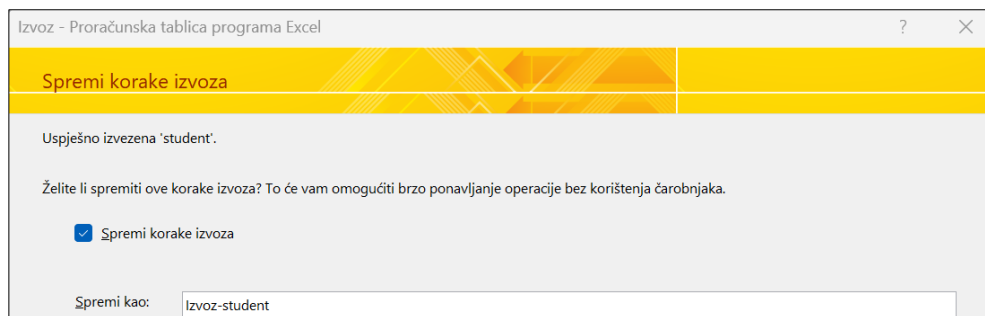 Izvoz - Proračunska tablica programa Excel
Spremi korake izvoza
Uspješno izvezena 'student'.
Želite li spremiti ove korake izvoza? To će vam omogućiti brzo ponavljanje operacije bez korištenja čarobnjaka.
Spremi korake izvoza
Spremi kao: Izvoz-student